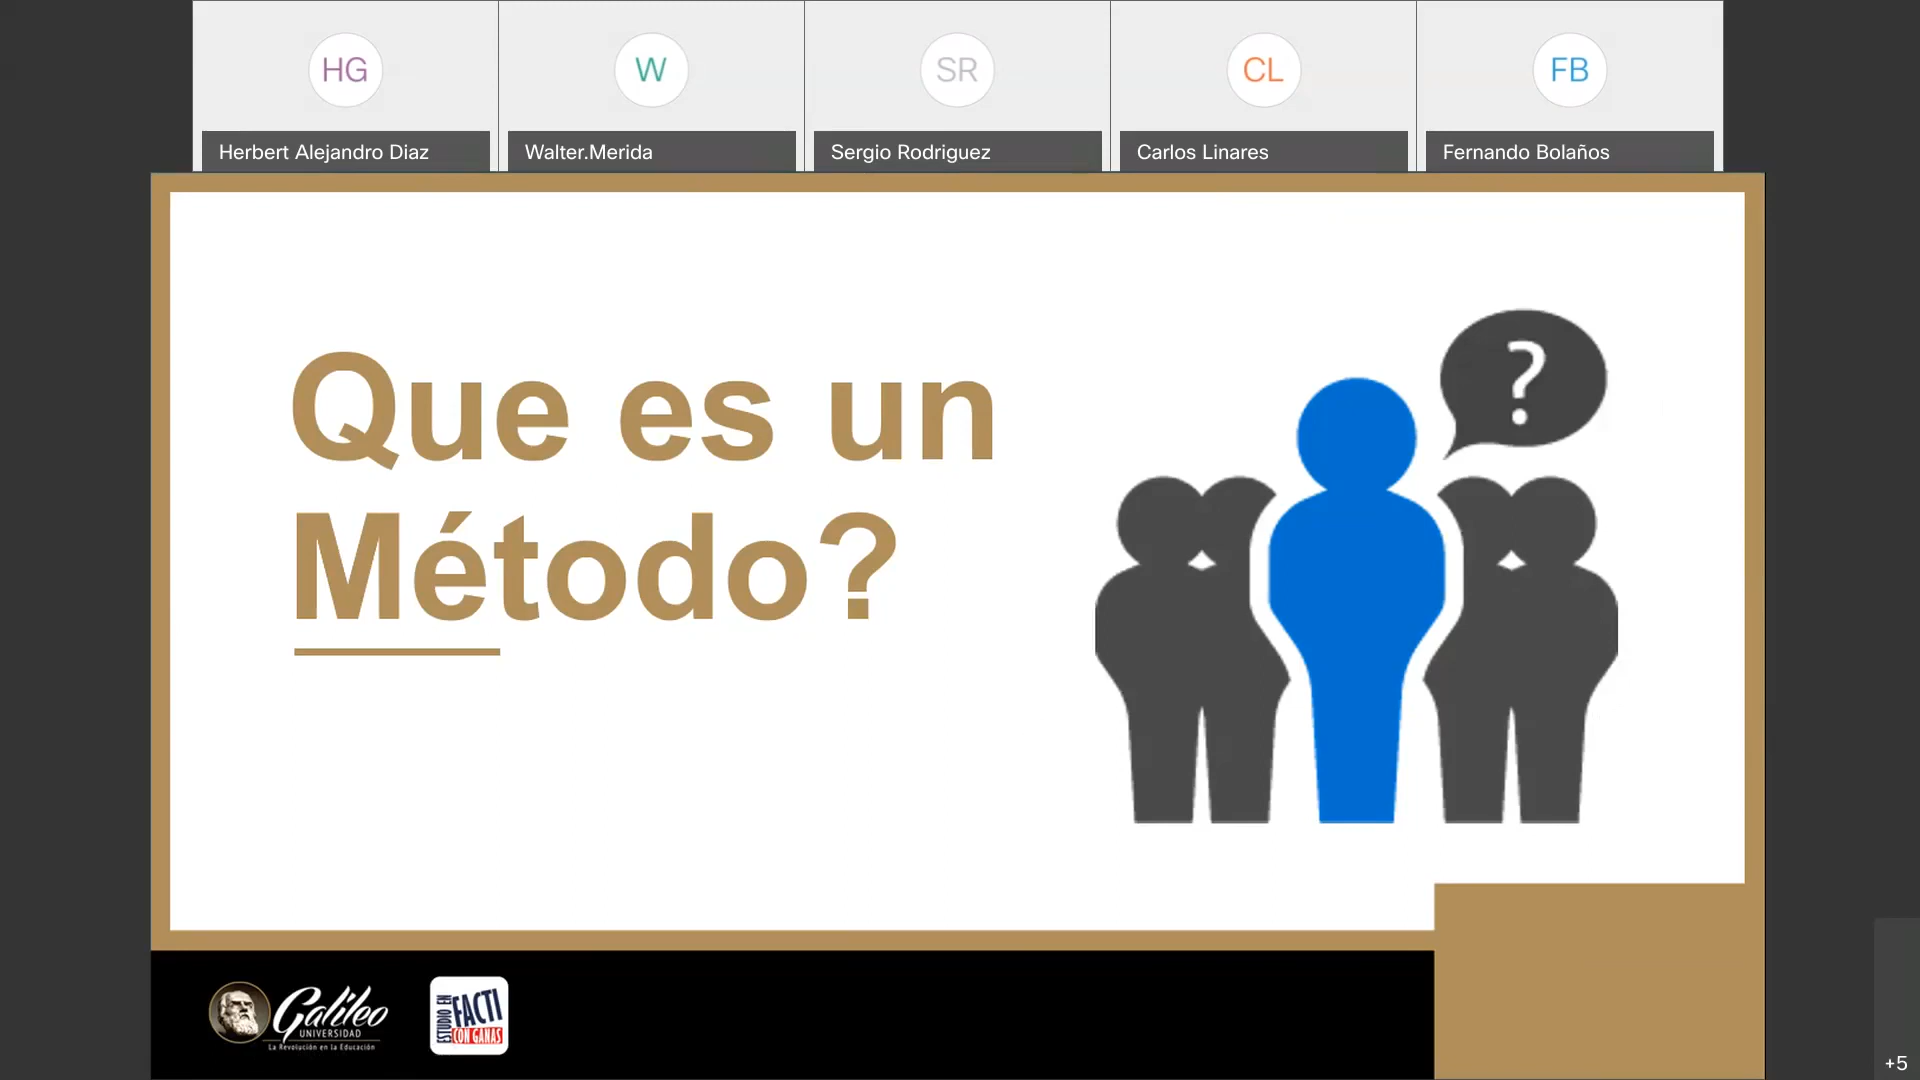 HG
W
SR
CL
FB
Herbert Alejandro Diaz
Walter.Merida
Sergio Rodriguez
Carlos Linares
Fernando Bolaños
?
Que es un
Método?
Galileo
UNIVERSIDAD
La Revolución en la Educación
ESTUDIO EN
FACTI
CON GANAS
+5